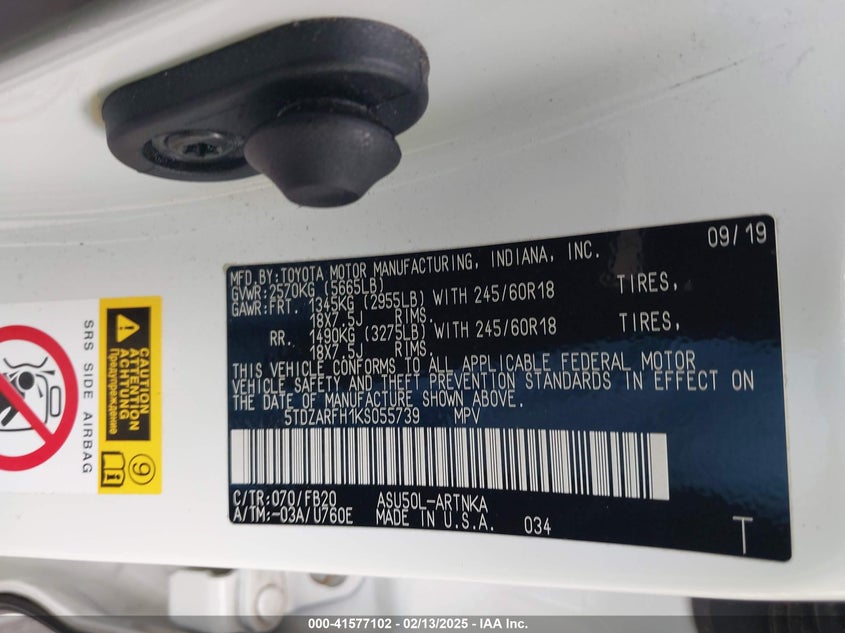 09/19
MFD.BY:TOYOTA MOTOR MANUFACTURING, INDIANA, INC.
GVWR:2570KG (5665LB)
GAWR:FRT. 1345KG (2955LB) WITH 245/60R18 TIRES,
18X7.5J RIMS.
RR. 1490KG (3275LB) WITH 245/60R18 TIRES,
18X7.5J RIMS.
THIS VEHICLE CONFORMS TO ALL APPLICABLE FEDERAL MOTOR
VEHICLE SAFETY AND THEFT PREVENTION STANDARDS IN EFFECT ON
THE DATE OF MANUFACTURE SHOWN ABOVE.
5TDZARFH1KS055739 MPV
C/TR:070/FB20 ASU50L-ARTNKA
A/TM:-03A/U760E MADE IN U.S.A. 034
T
SRS SIDE AIRBAG
CAUTION
ATTENTION
ACHTUNG
Предупреждение
9
000-41577102 - 02/13/2025 - IAA Inc.